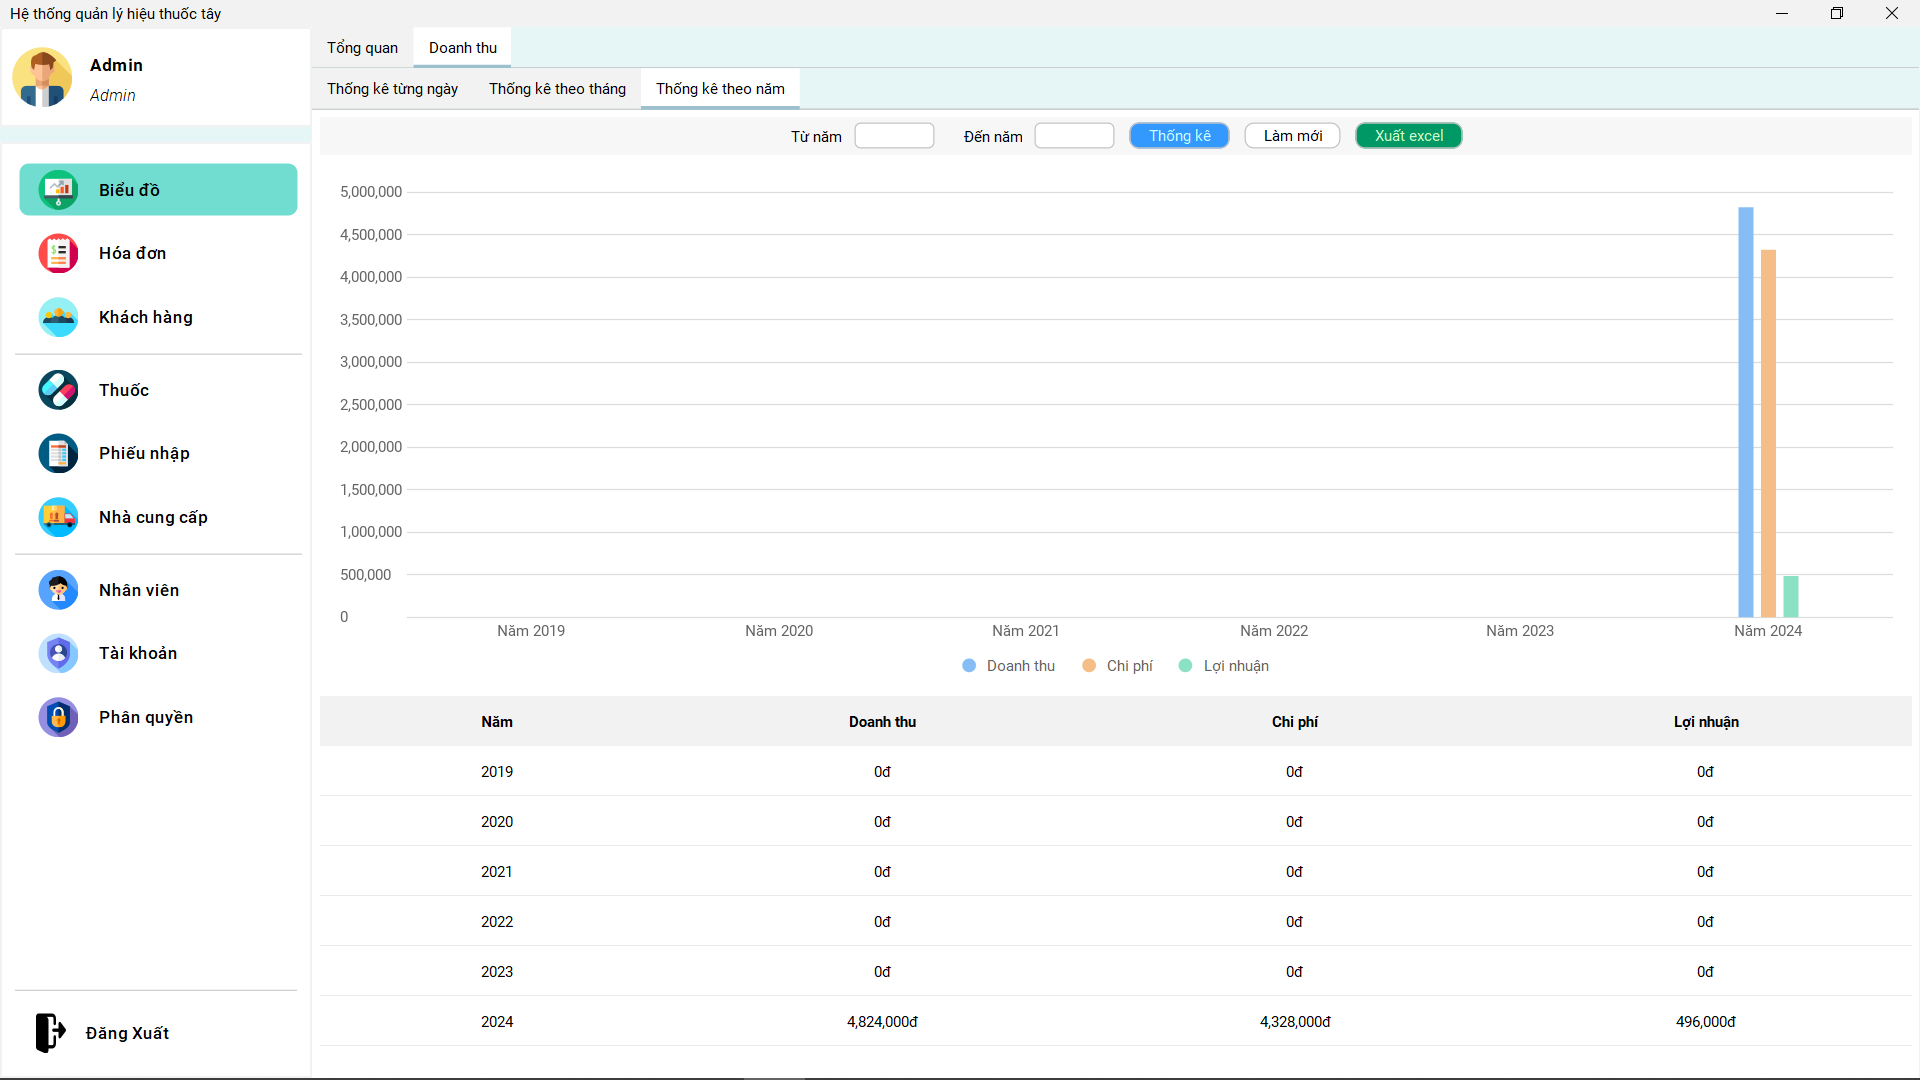 Hệ thống quản lý hiệu thuốc tây
Admin
Admin
Biểu đồ
Hóa đơn
Khách hàng
Thuốc
Phiếu nhập
Nhà cung cấp
Nhân viên
Tài khoản
Phân quyền
Đăng Xuất
Tổng quan Doanh thu
Thống kê từng ngày Thống kê theo tháng Thống kê theo năm
Từ năm Đến năm Thống kê Làm mới Xuất excel
5,000,000
4,500,000
4,000,000
3,500,000
3,000,000
2,500,000
2,000,000
1,500,000
1,000,000
500,000
0
Năm 2019 Năm 2020 Năm 2021 Năm 2022 Năm 2023 Năm 2024
Doanh thu Chi phí Lợi nhuận
Năm Doanh thu Chi phí Lợi nhuận
2019 0đ 0đ 0đ
2020 0đ 0đ 0đ
2021 0đ 0đ 0đ
2022 0đ 0đ 0đ
2023 0đ 0đ 0đ
2024 4,824,000đ 4,328,000đ 496,000đ